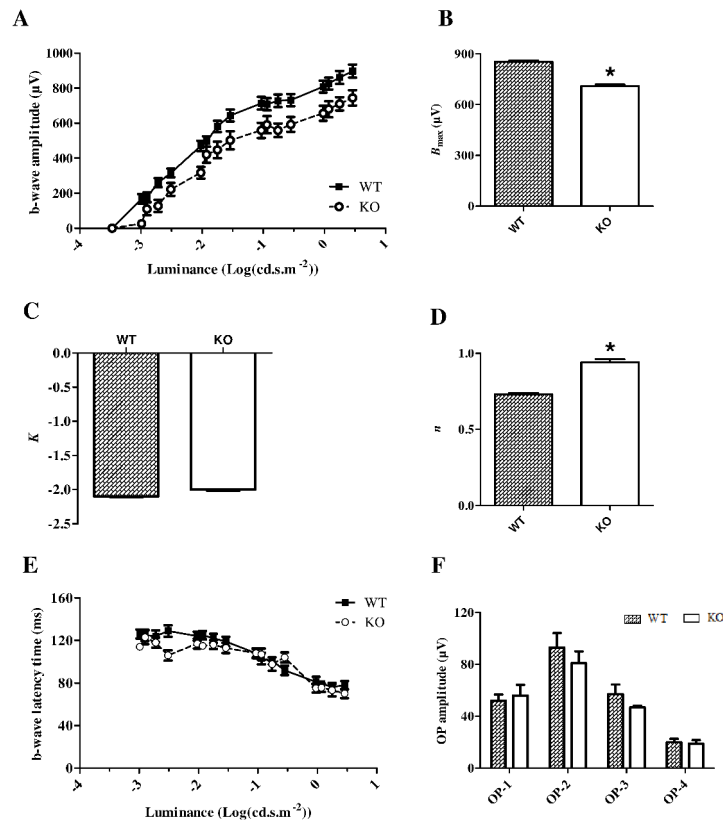 A
1000
800
600
400
200
0
b-wave amplitude (µV)
WT
KO
-3
-2
-1
0
1
Luminance (Log(cd.s.m-2))
B
900
600
300
0
Bmax (µV)
*
WT
KO
C
WT
KO
0.0
-0.5
-1.0
-1.5
-2.0
-2.5
K
D
1.0
0.5
0.0
n
*
WT
KO
E
160
120
80
40
0
b-wave latency time (ms)
WT
KO
-4
-3
-2
-1
0
1
Luminance (Log(cd.s.m-2))
F
120
80
40
0
OP amplitude (µV)
WT KO
OP-1
OP-2
OP-3
OP-4